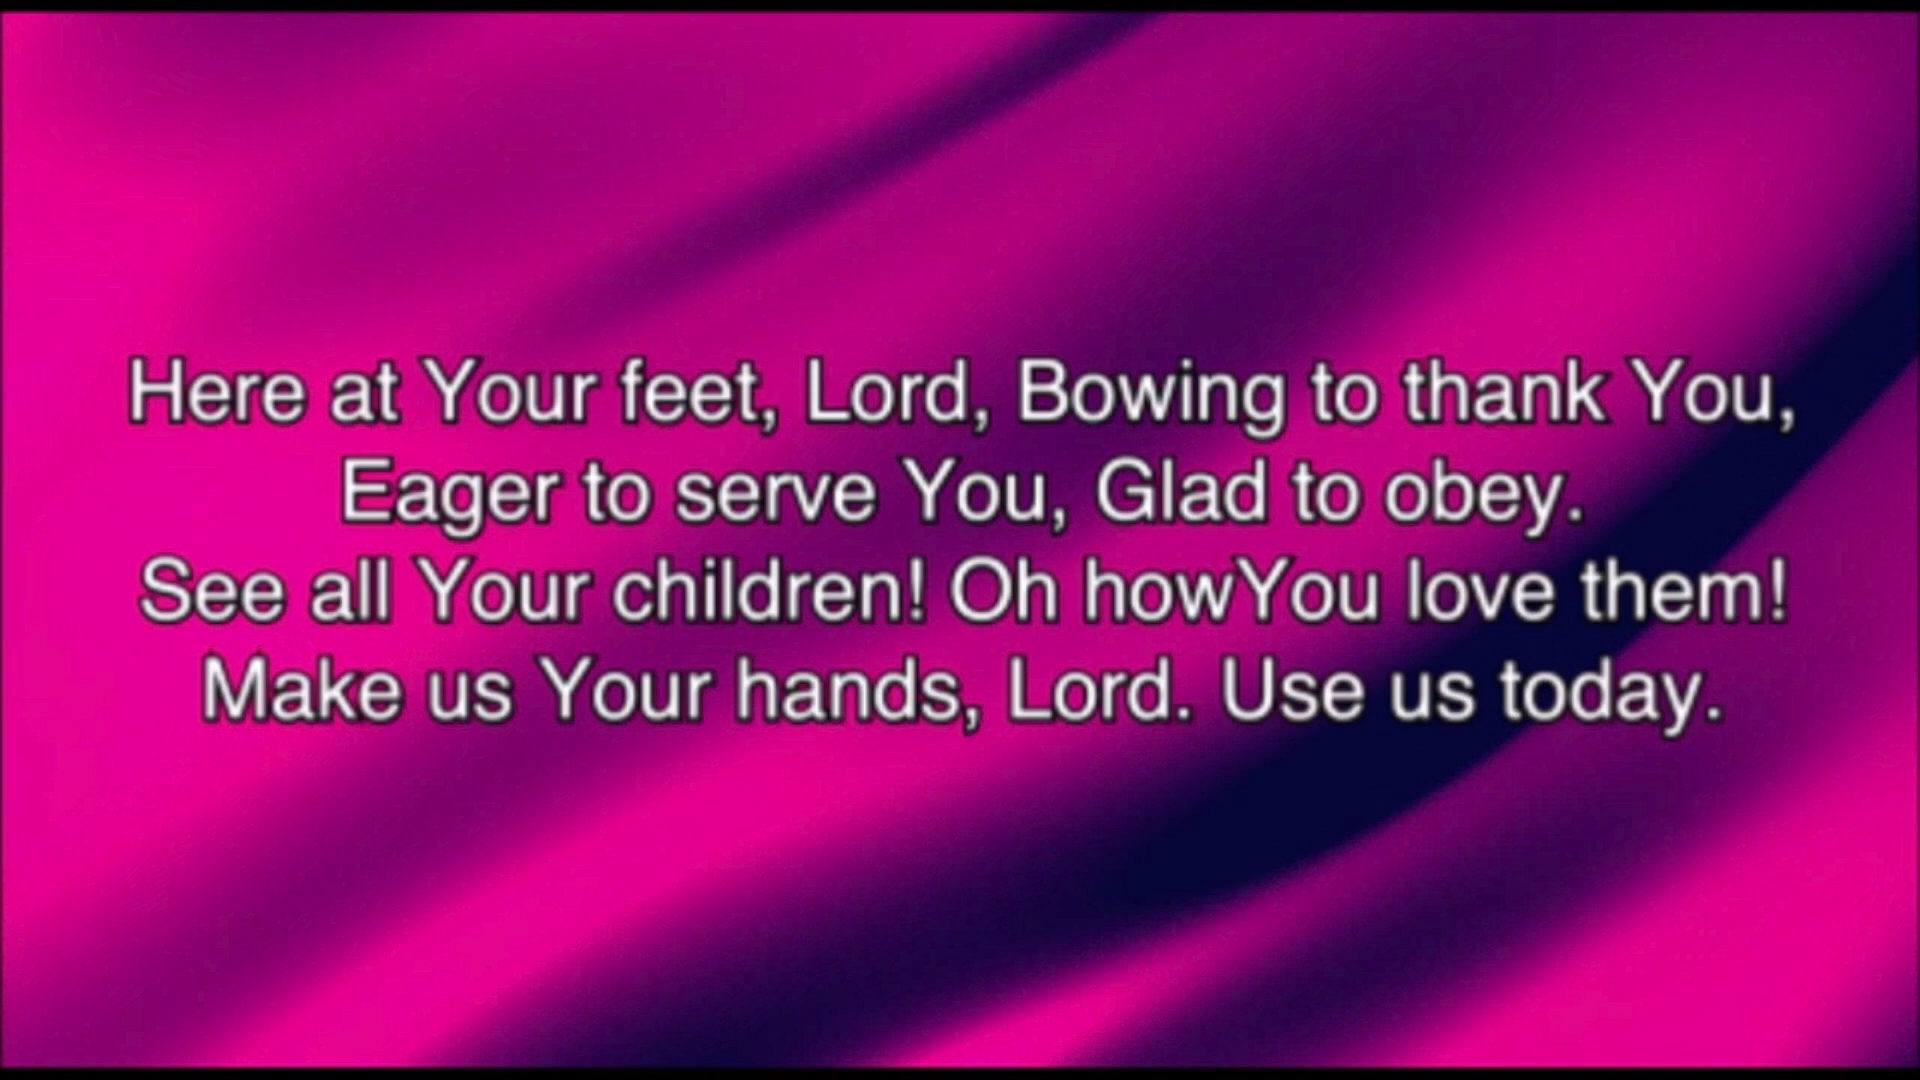 Here at Your feet, Lord, Bowing to thank You,
Eager to serve You, Glad to obey.
See all Your children! Oh howYou love them!
Make us Your hands, Lord. Use us today.